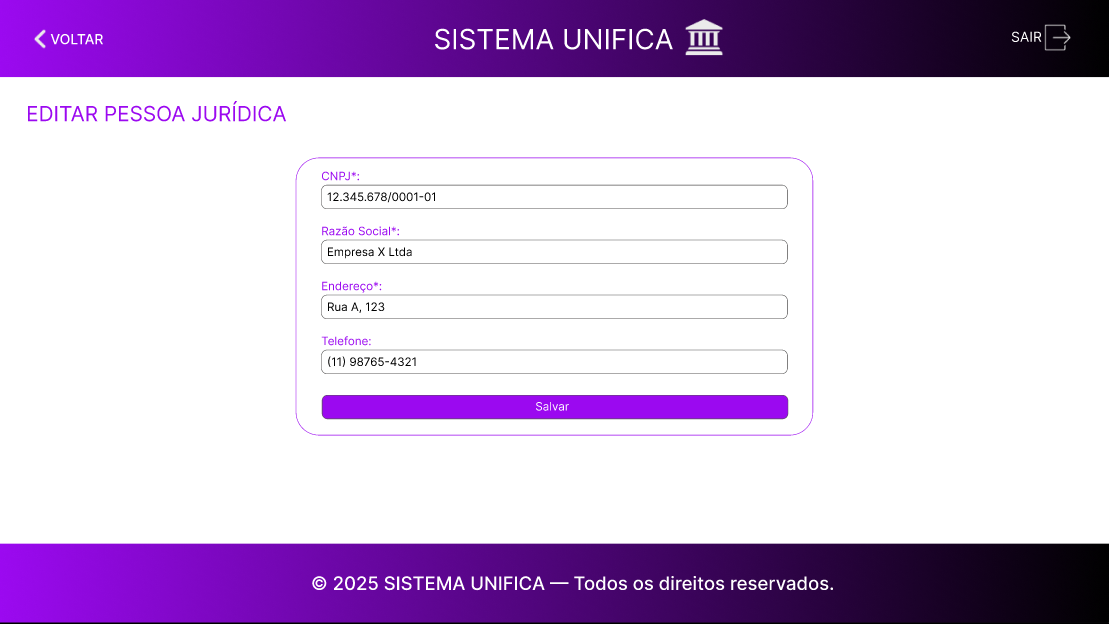 VOLTAR
SISTEMA UNIFICA
SAIR
EDITAR PESSOA JURÍDICA
CNPJ*:
12.345.678/0001-01
Razão Social*:
Empresa X Ltda
Endereço*:
Rua A, 123
Telefone:
(11) 98765-4321
Salvar
© 2025 SISTEMA UNIFICA — Todos os direitos reservados.